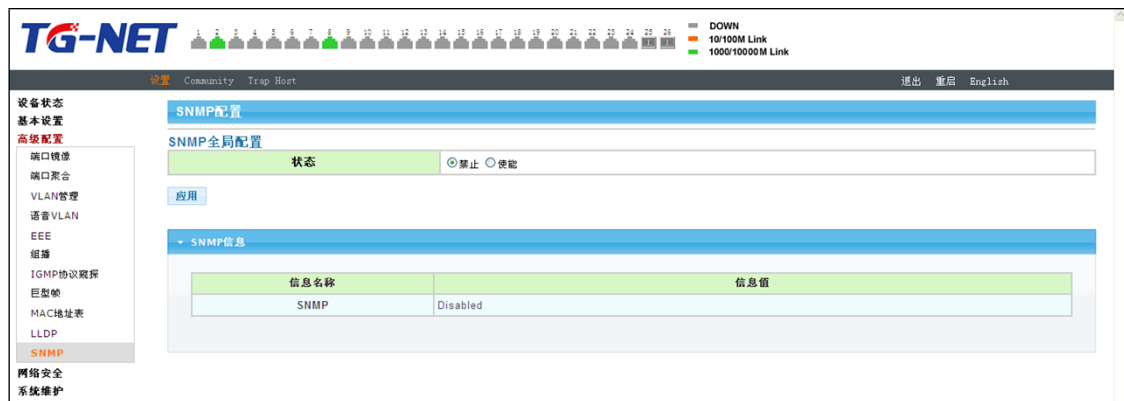 TG-NET
1 2 3 4 5 6 7 8 9 10 11 12 13 14 15 16 17 18 19 20 21 22 23 24 25 26
DOWN
10/100M Link
1000/10000M Link
设置 Community Trap Host 退出 重启 English
设备状态
基本设置
高级配置
端口镜像
端口聚合
VLAN管理
语音VLAN
EEE
组播
IGMP协议窥探
巨型帧
MAC地址表
LLDP
SNMP
网络安全
系统维护
SNMP配置
SNMP全局配置
状态 禁止 使能
应用
SNMP信息
信息名称 信息值
SNMP Disabled